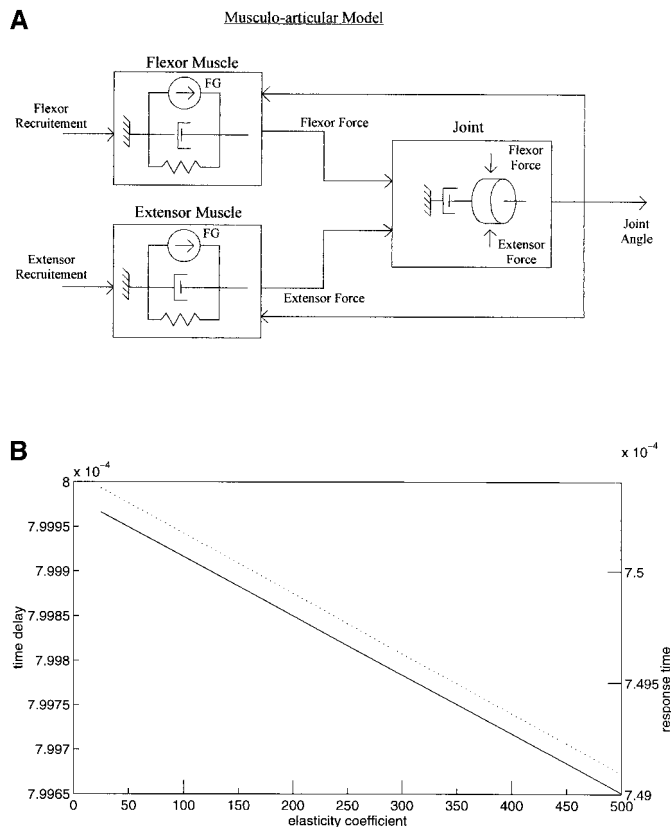 A
Musculo-articular Model
Flexor Muscle
FG
Flexor
Recruitement
Flexor Force
Joint
Flexor
Force
Extensor
Force
Joint
Angle
Extensor Muscle
FG
Extensor
Recruitement
Extensor Force
B
x 10⁻⁴
x 10⁻⁴
8
7.9995
7.999
7.9985
7.998
7.9975
7.997
7.9965
time delay
7.5
7.495
7.49
response time
0 50 100 150 200 250 300 350 400 450 500
elasticity coefficient